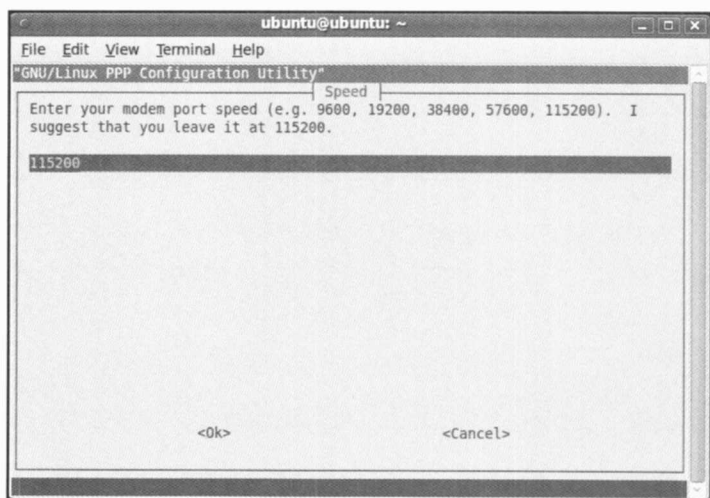 ubuntu@ubuntu: ~
File Edit View Terminal Help
"GNU/Linux PPP Configuration Utility"
Speed
Enter your modem port speed (e.g. 9600, 19200, 38400, 57600, 115200). I
suggest that you leave it at 115200.
115200
<Ok> <Cancel>